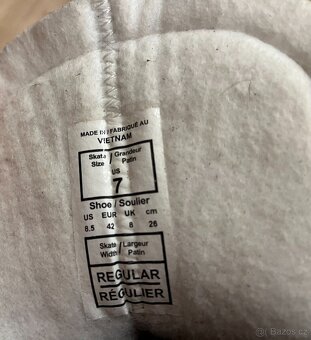 MADE IN / FABRIQUÉ AU
VIETNAM
Skate / Grandeur
Size / Patin
US
7
Shoe / Soulier
US EUR UK cm
8.5 42 8 26
Skate / Largeur
Width / Patin
REGULAR
RÉGULIER
Bazos.cz